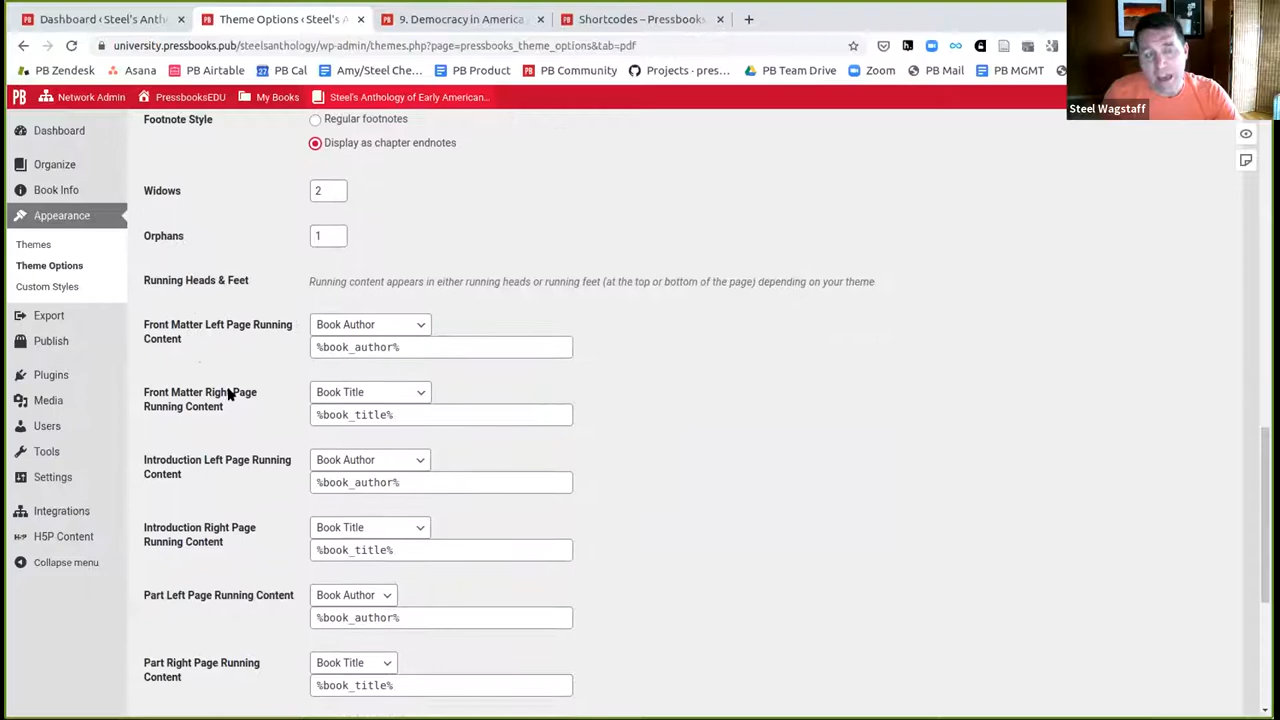 Dashboard ‹ Steel's Anth
Theme Options ‹ Steel's A
9. Democracy in America
Shortcodes – Pressbooks
university.pressbooks.pub/steelsanthology/wp-admin/themes.php?page=pressbooks_theme_options&tab=pdf
PB Zendesk
Asana
PB Airtable
PB Cal
Amy/Steel Che...
PB Product
PB Community
Projects · pres...
PB Team Drive
Zoom
PB Mail
PB MGMT
Steel Wagstaff
Network Admin
PressbooksEDU
My Books
Steel's Anthology of Early American...
Dashboard
Organize
Book Info
Appearance
Themes
Theme Options
Custom Styles
Export
Publish
Plugins
Media
Users
Tools
Settings
Integrations
H5P Content
Collapse menu
Footnote Style
Regular footnotes
Display as chapter endnotes
Widows
2
Orphans
1
Running Heads & Feet
Running content appears in either running heads or running feet (at the top or bottom of the page) depending on your theme
Front Matter Left Page Running
Content
Book Author
%book_author%
Front Matter Right Page
Running Content
Book Title
%book_title%
Introduction Left Page Running
Content
Book Author
%book_author%
Introduction Right Page
Running Content
Book Title
%book_title%
Part Left Page Running Content
Book Author
%book_author%
Part Right Page Running
Content
Book Title
%book_title%